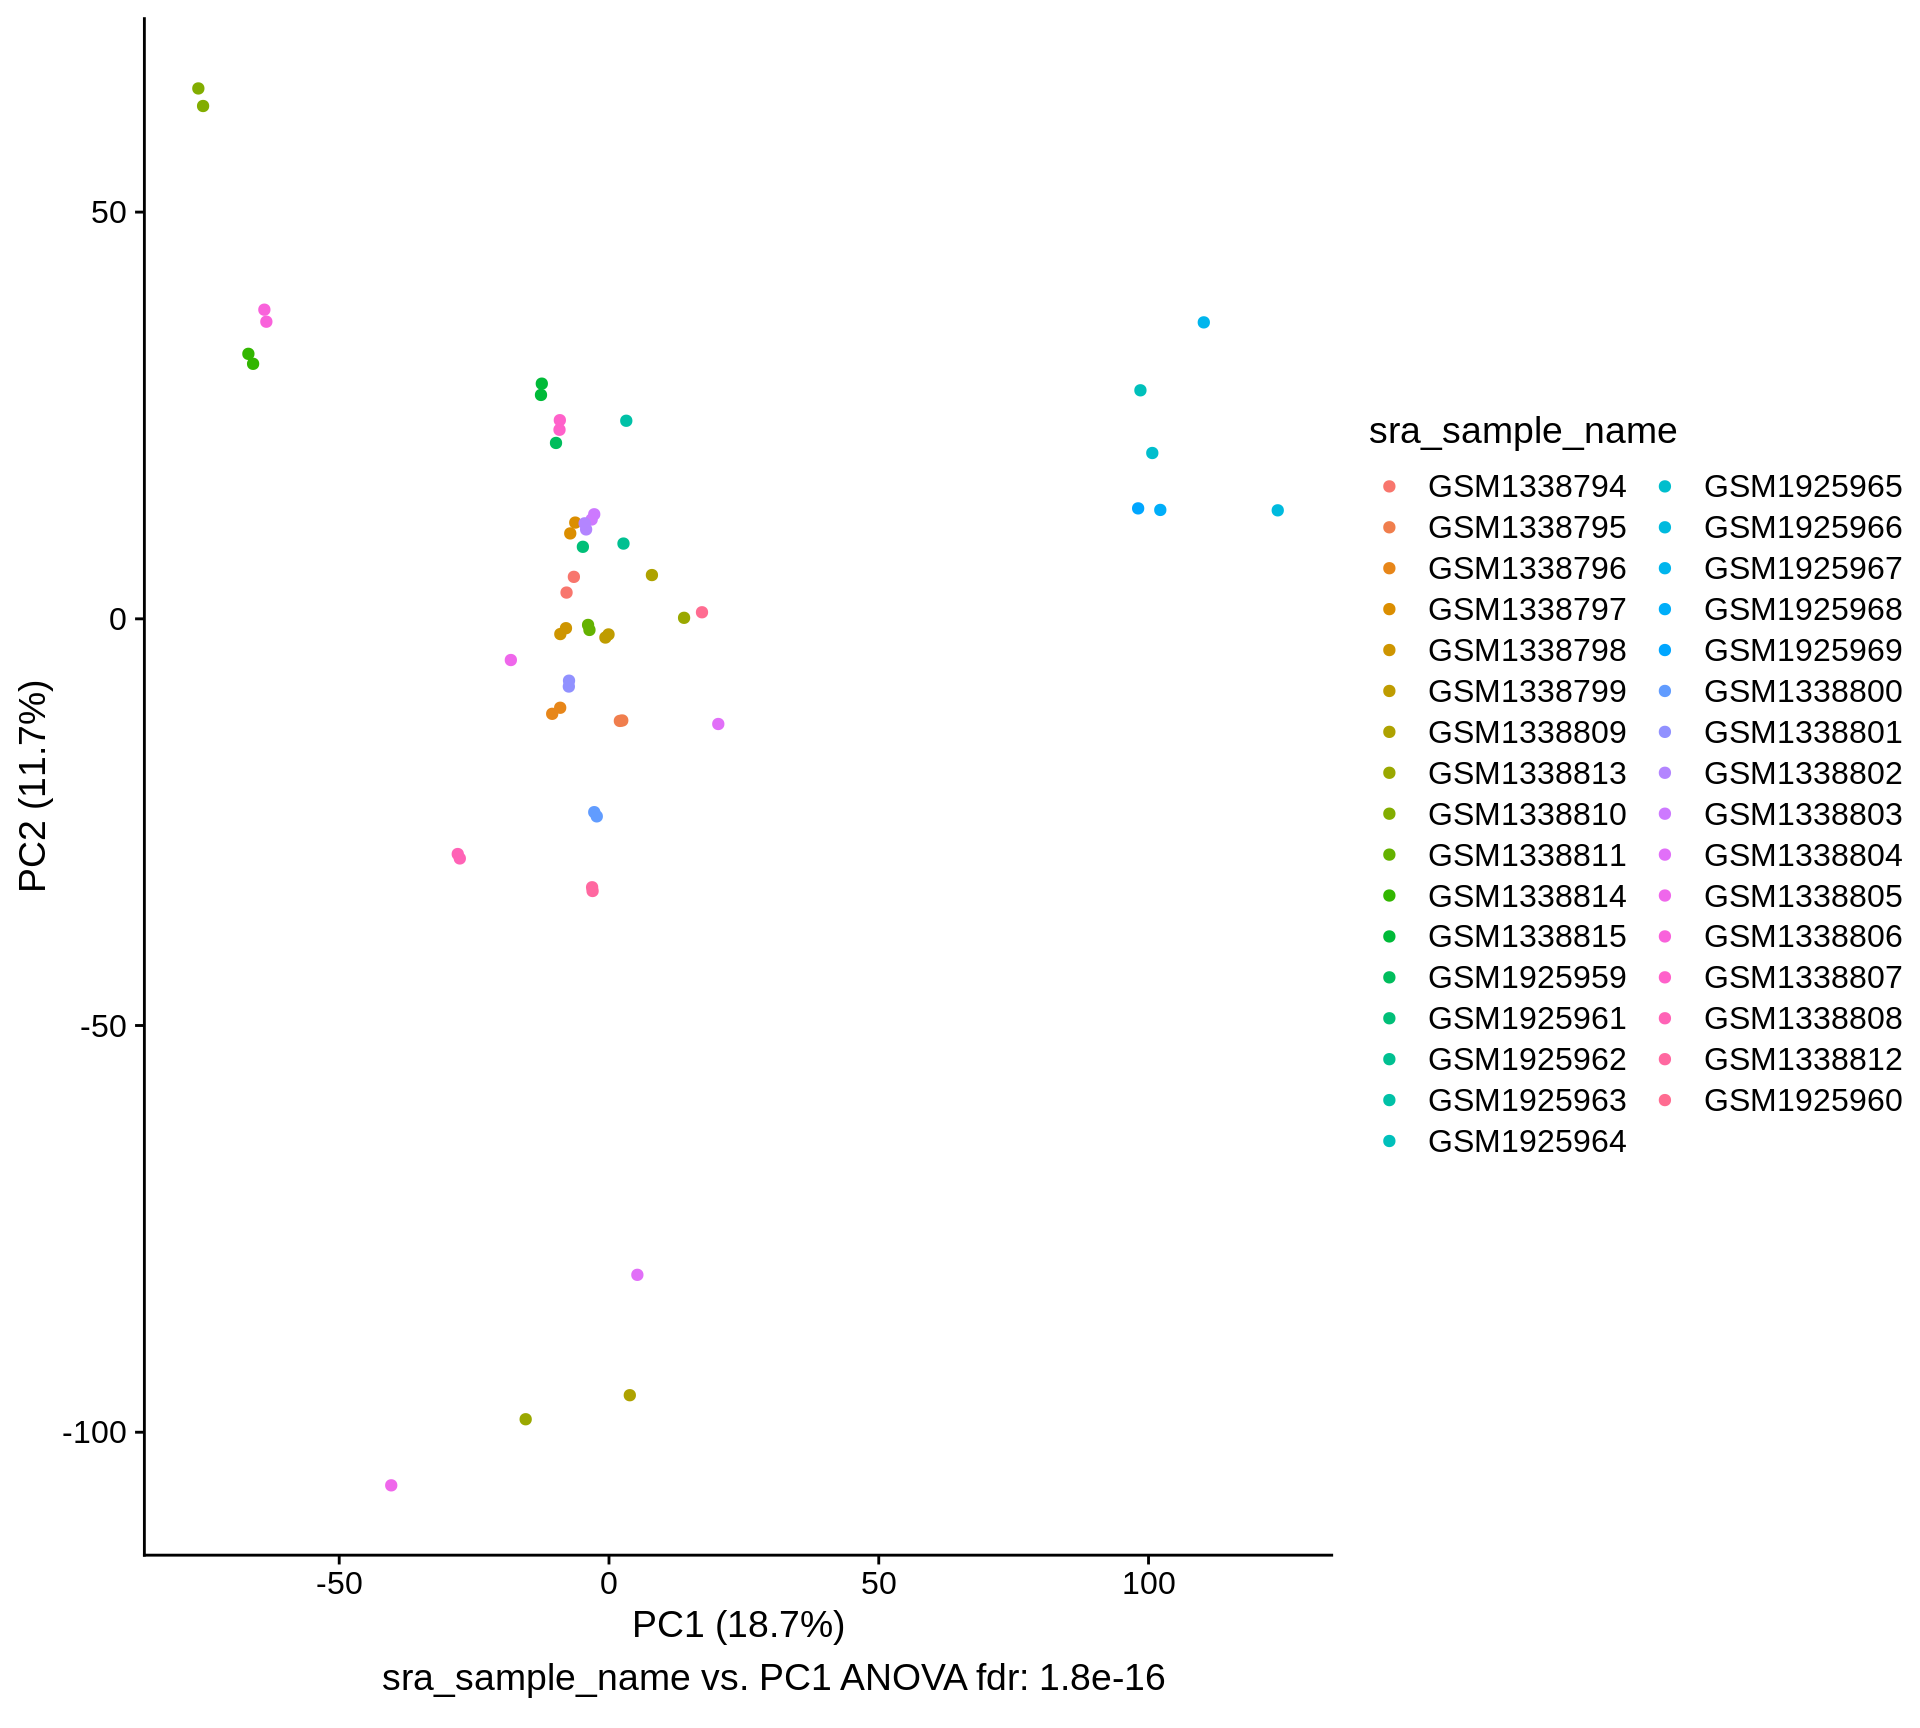 50
0
-50
-100
PC2 (11.7%)
-50 0 50 100
PC1 (18.7%)
sra_sample_name vs. PC1 ANOVA fdr: 1.8e-16
sra_sample_name
GSM1338794
GSM1338795
GSM1338796
GSM1338797
GSM1338798
GSM1338799
GSM1338809
GSM1338813
GSM1338810
GSM1338811
GSM1338814
GSM1338815
GSM1925959
GSM1925961
GSM1925962
GSM1925963
GSM1925964
GSM1925965
GSM1925966
GSM1925967
GSM1925968
GSM1925969
GSM1338800
GSM1338801
GSM1338802
GSM1338803
GSM1338804
GSM1338805
GSM1338806
GSM1338807
GSM1338808
GSM1338812
GSM1925960